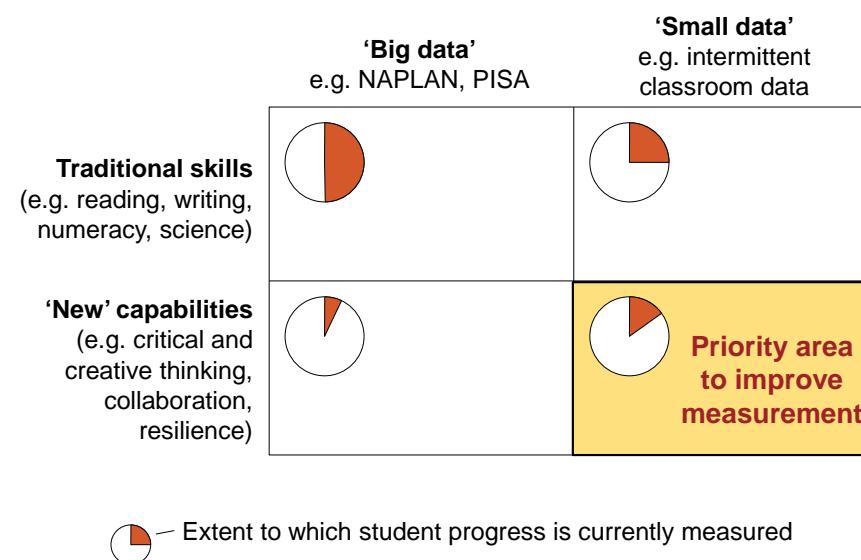 ‘Big data’
e.g. NAPLAN, PISA
‘Small data’
e.g. intermittent
classroom data
Traditional skills
(e.g. reading, writing,
numeracy, science)
‘New’ capabilities
(e.g. critical and
creative thinking,
collaboration,
resilience)
Priority area
to improve
measurement
Extent to which student progress is currently measured